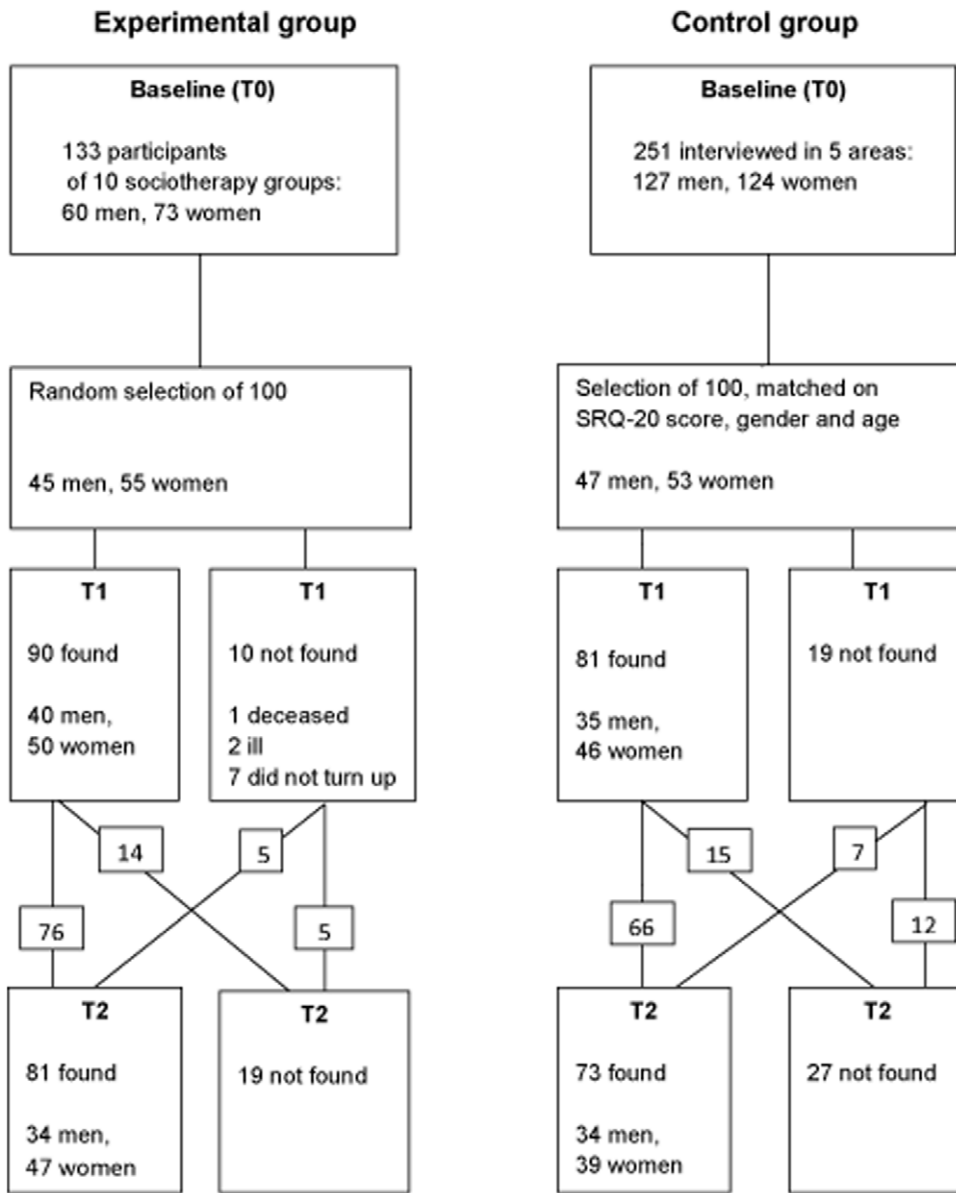 Experimental group
Baseline (T0)
133 participants
of 10 sociotherapy groups:
60 men, 73 women
Random selection of 100
45 men, 55 women
T1
90 found
40 men,
50 women
T1
10 not found
1 deceased
2 ill
7 did not turn up
14
5
76
5
T2
81 found
34 men,
47 women
T2
19 not found
Control group
Baseline (T0)
251 interviewed in 5 areas:
127 men, 124 women
Selection of 100, matched on
SRQ-20 score, gender and age
47 men, 53 women
T1
81 found
35 men,
46 women
T1
19 not found
15
7
66
12
T2
73 found
34 men,
39 women
T2
27 not found